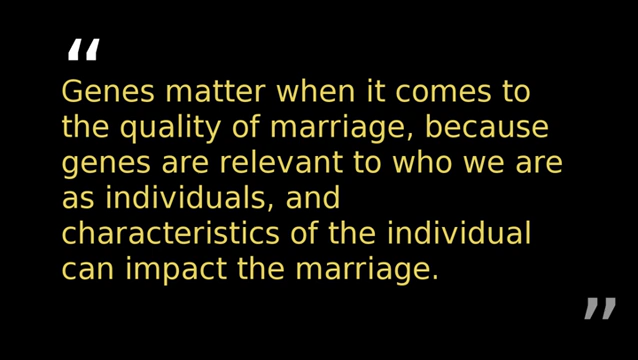 “
Genes matter when it comes to
the quality of marriage, because
genes are relevant to who we are
as individuals, and
characteristics of the individual
can impact the marriage.
”